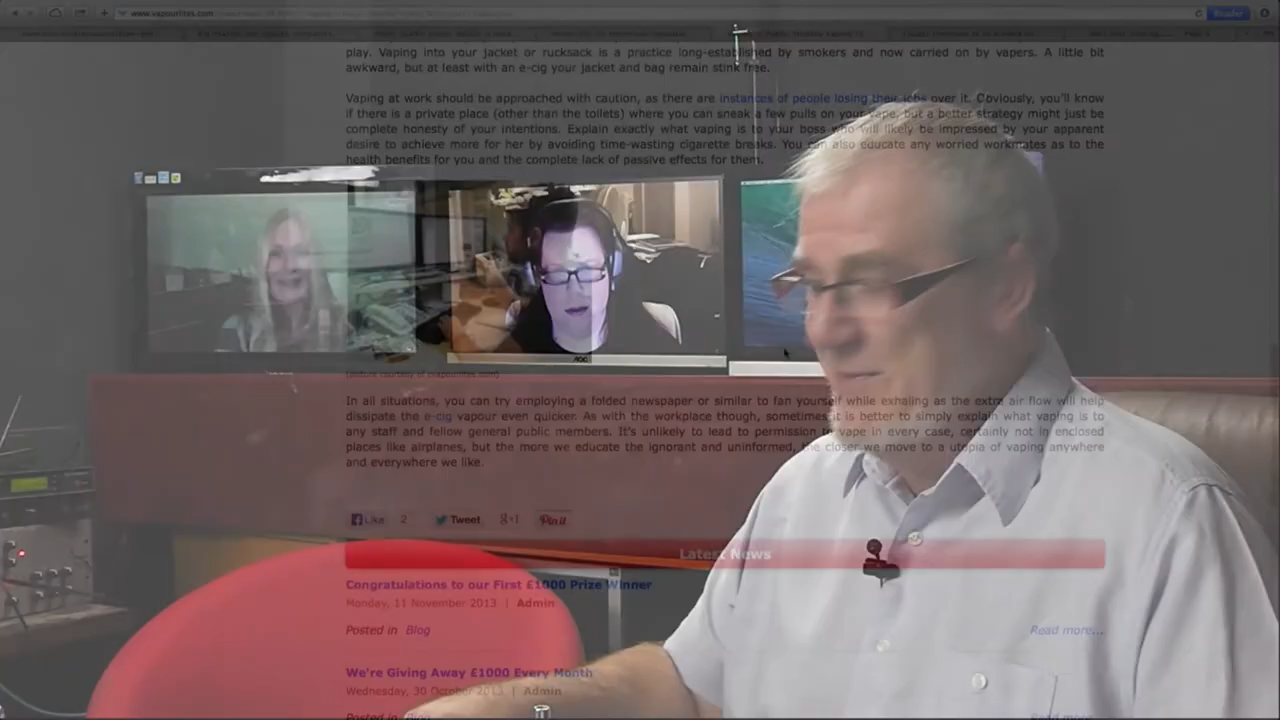 www.vapourlites.com
Reader
play. Vaping into your jacket or rucksack is a practice long-established by smokers and now carried on by vapers. A little bit
awkward, but at least with an e-cig your jacket and bag remain stink free.
Vaping at work should be approached with caution, as there are instances of people losing their jobs over it. Obviously, you'll know
if there is a private place (other than the toilets) where you can sneak a few pulls on your vape, but a better strategy might just be
complete honesty of your intentions. Explain exactly what vaping is to your boss who will likely be impressed by your apparent
desire to achieve more for her by avoiding time-wasting cigarette breaks. You can also educate any worried workmates as to the
health benefits for you and the complete lack of passive effects for them.
AOC
In all situations, you can try employing a folded newspaper or similar to fan yourself while exhaling as the extra air flow will help
dissipate the e-cig vapour even quicker. As with the workplace though, sometimes it is better to simply explain what vaping is to
any staff and fellow general public members. It's unlikely to lead to permission to vape in every case, certainly not in enclosed
places like airplanes, but the more we educate the ignorant and uninformed, the closer we move to a utopia of vaping anywhere
and everywhere we like.
Like 2 Tweet g+1 Pin it
Latest News
Congratulations to our First £1000 Prize Winner
Monday, 11 November 2013 | Admin
Posted in Blog Read more...
We're Giving Away £1000 Every Month
Wednesday, 30 October 2013 | Admin
Posted in Blog Read more...